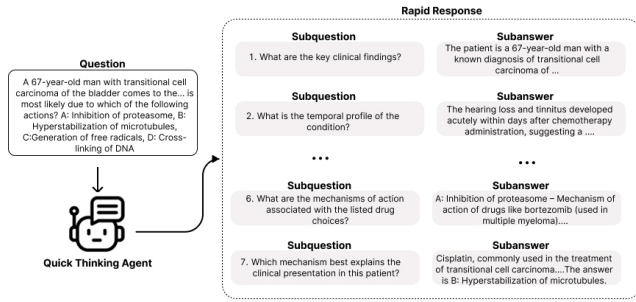 Rapid Response
Question
A 67-year-old man with transitional cell
carcinoma of the bladder comes to the... is
most likely due to which of the following
actions? A: Inhibition of proteasome, B:
Hyperstabilization of microtubules,
C:Generation of free radicals, D: Cross-
linking of DNA
Quick Thinking Agent
Subquestion
1. What are the key clinical findings?
Subanswer
The patient is a 67-year-old man with a
known diagnosis of transitional cell
carcinoma of ...
Subquestion
2. What is the temporal profile of the
condition?
Subanswer
The hearing loss and tinnitus developed
acutely within days after chemotherapy
administration, suggesting a ....
...
...
Subquestion
6. What are the mechanisms of action
associated with the listed drug
choices?
Subanswer
A: Inhibition of proteasome – Mechanism of
action of drugs like bortezomib (used in
multiple myeloma)....
Subquestion
7. Which mechanism best explains the
clinical presentation in this patient?
Subanswer
Cisplatin, commonly used in the treatment
of transitional cell carcinoma....The answer
is B: Hyperstabilization of microtubules.